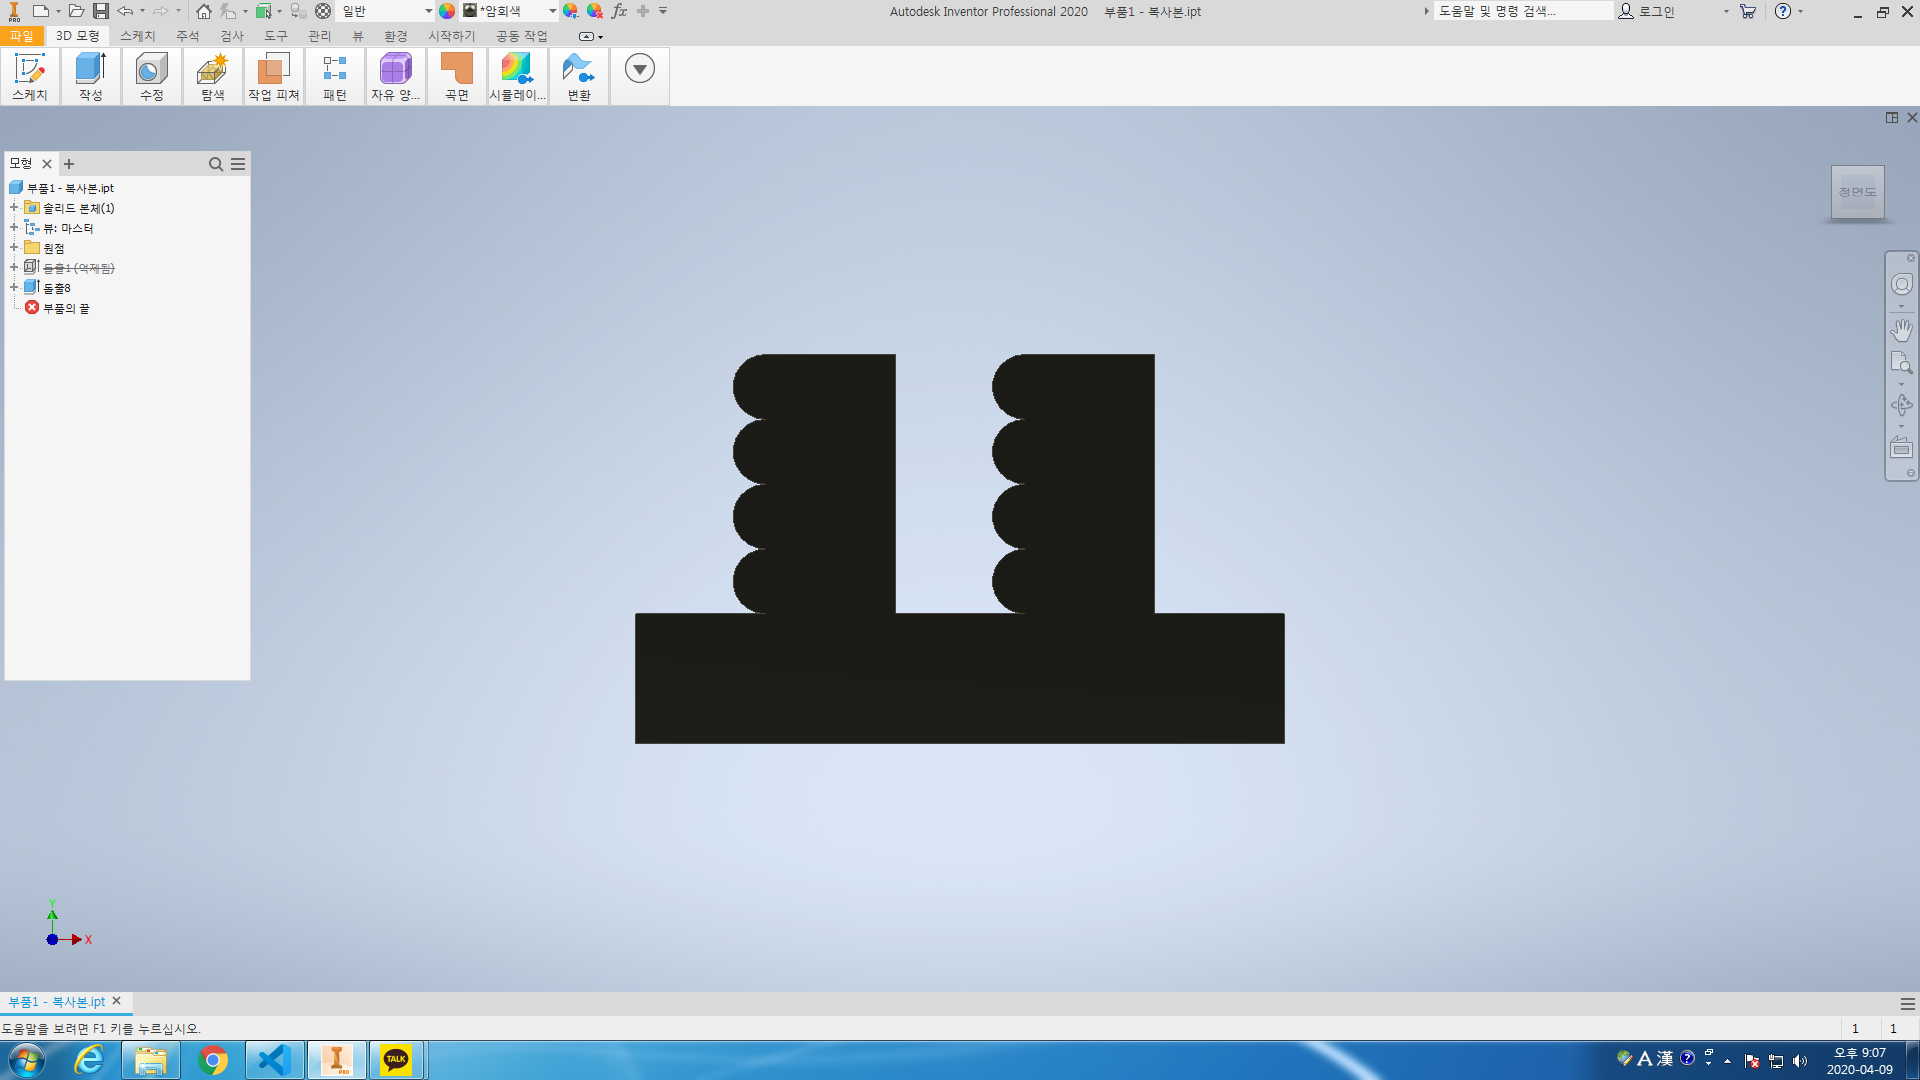 일반
*암회색
fx
Autodesk Inventor Professional 2020 부품1 - 복사본.ipt
도움말 및 명령 검색...
로그인
PRO
파일 3D 모형 스케치 주석 검사 도구 관리 뷰 환경 시작하기 공동 작업
스케치 작성 수정 탐색 작업 피쳐 패턴 자유 양... 곡면 시뮬레이... 변환
모형
정면도
부품1 - 복사본.ipt
솔리드 본체(1)
뷰: 마스터
원점
돌출1 (억제됨)
돌출8
부품의 끝
Y
X
부품1 - 복사본.ipt
도움말을 보려면 F1 키를 누르십시오.
1 1
PRO
TALK
A 漢
오후 9:07
2020-04-09